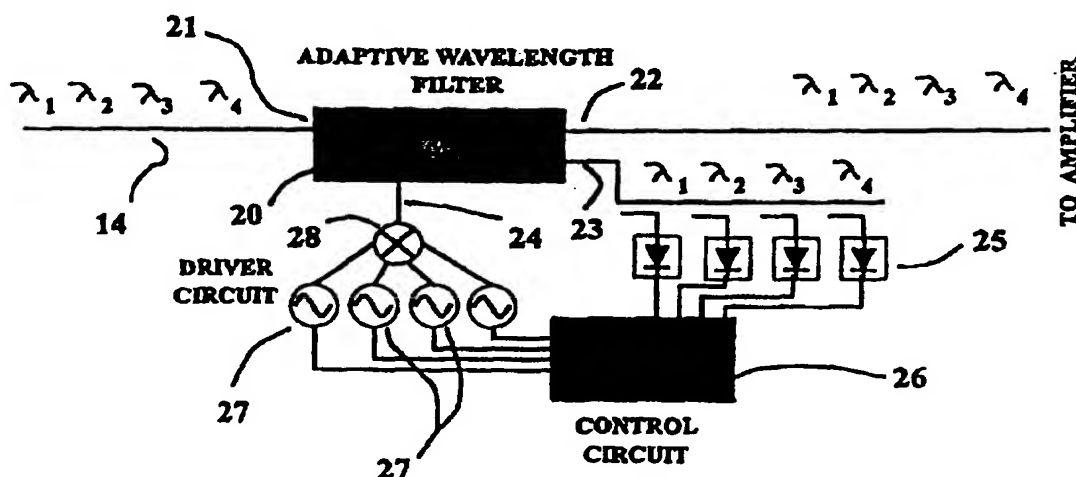 21
ADAPTIVE WAVELENGTH
FILTER
22
λ1 λ2 λ3 λ4
λ1 λ2 λ3 λ4
TO AMPLIFIER
14
20
28
24
23
λ1 λ2 λ3 λ4
25
DRIVER
CIRCUIT
27
27
26
CONTROL
CIRCUIT